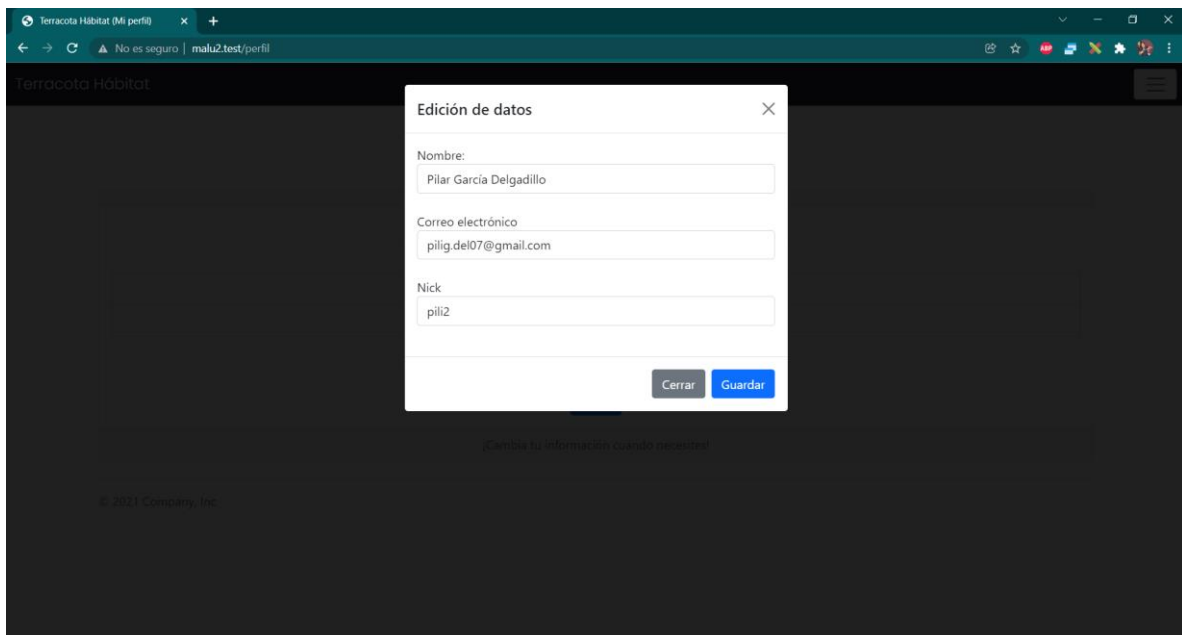 Terracota Hábitat (Mi perfil)
No es seguro | malu2.test/perfil
ABP
Terracota Hábitat
Edición de datos
Nombre:
Pilar García Delgadillo
Correo electrónico
pilig.del07@gmail.com
Nick
pili2
Cerrar Guardar
¡Cambia tu información cuando necesites!
© 2021 Company, Inc